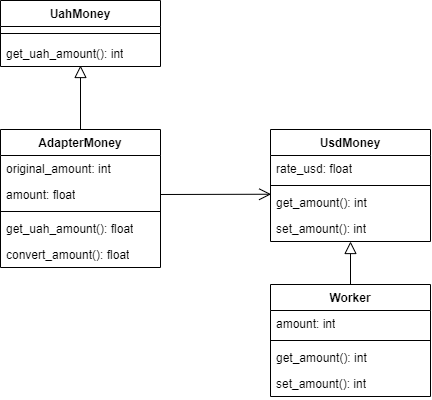 UahMoney
get_uah_amount(): int
AdapterMoney
original_amount: int
amount: float
get_uah_amount(): float
convert_amount(): float
UsdMoney
rate_usd: float
get_amount(): int
set_amount(): int
Worker
amount: int
get_amount(): int
set_amount(): int